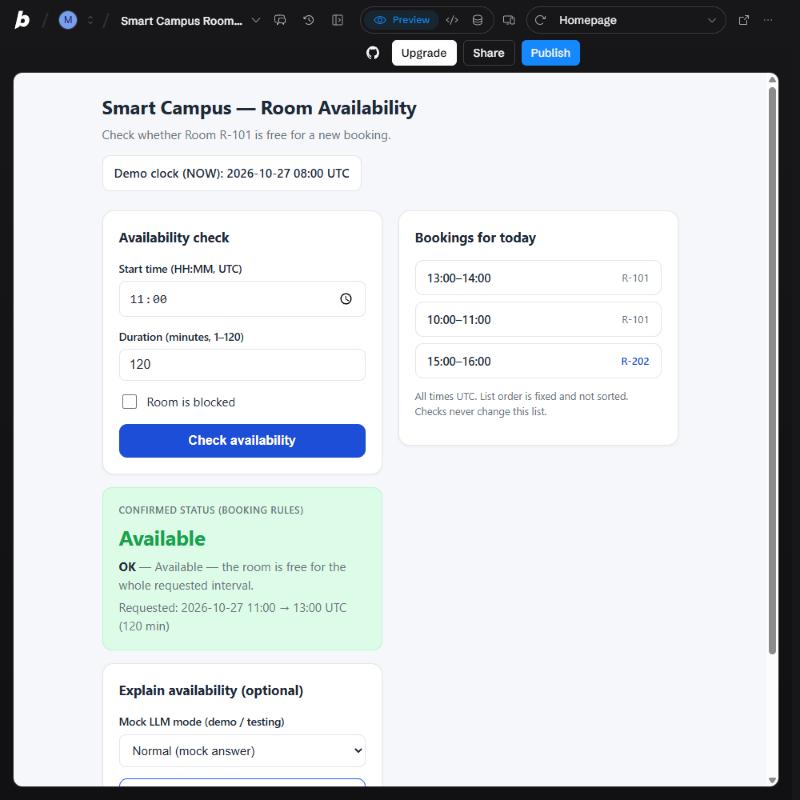 b / M / Smart Campus Room... Preview Homepage
Upgrade Share Publish
Smart Campus — Room Availability
Check whether Room R-101 is free for a new booking.
Demo clock (NOW): 2026-10-27 08:00 UTC
Availability check
Start time (HH:MM, UTC)
11:00
Duration (minutes, 1–120)
120
Room is blocked
Check availability
Bookings for today
13:00–14:00 R-101
10:00–11:00 R-101
15:00–16:00 R-202
All times UTC. List order is fixed and not sorted.
Checks never change this list.
CONFIRMED STATUS (BOOKING RULES)
Available
OK — Available — the room is free for the
whole requested interval.
Requested: 2026-10-27 11:00 → 13:00 UTC
(120 min)
Explain availability (optional)
Mock LLM mode (demo / testing)
Normal (mock answer)